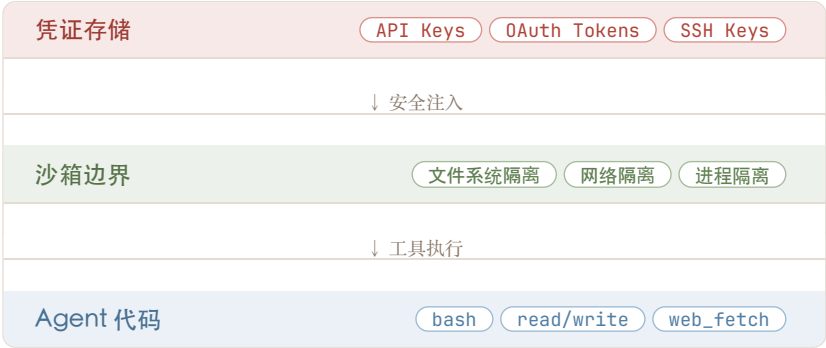 凭证存储 API Keys OAuth Tokens SSH Keys
↓ 安全注入
沙箱边界 文件系统隔离 网络隔离 进程隔离
↓ 工具执行
Agent 代码 bash read/write web_fetch